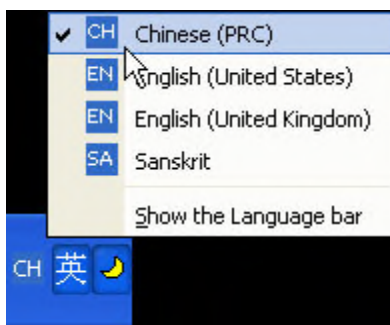 CH Chinese (PRC)
EN English (United States)
EN English (United Kingdom)
SA Sanskrit
Show the Language bar
CH 英